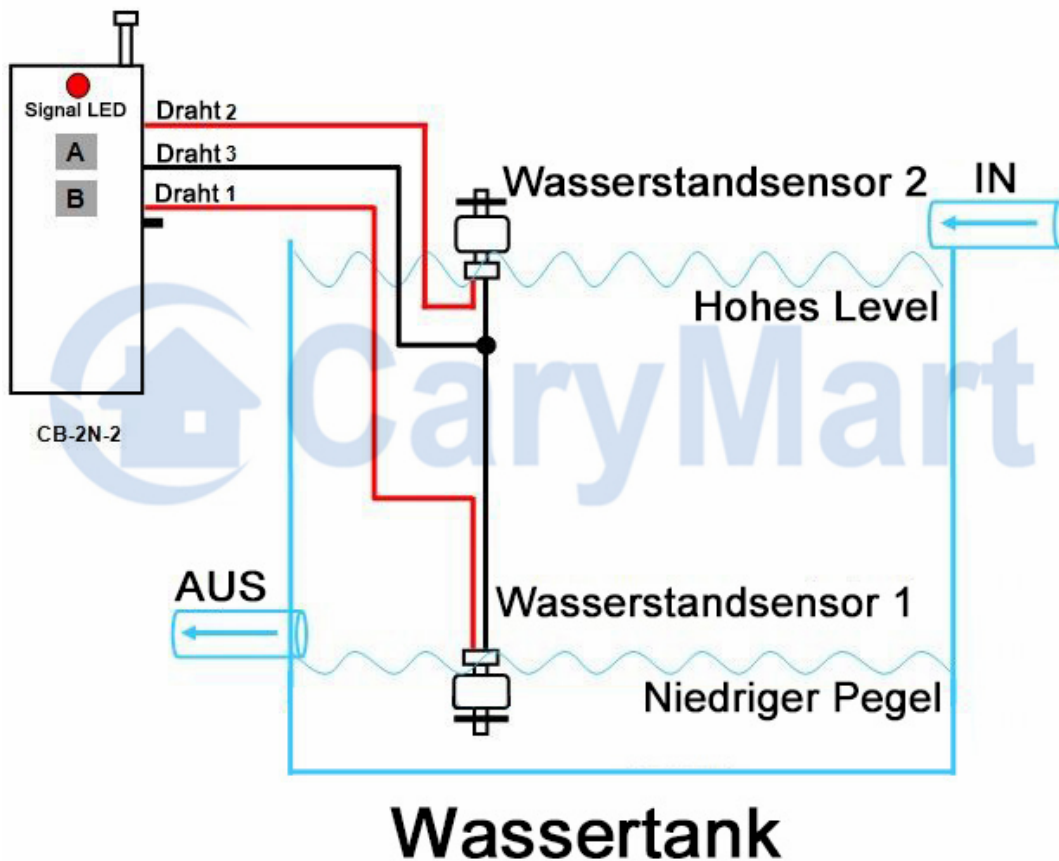 Signal LED
A
B
CB-2N-2
Draht 2
Draht 3
Draht 1
Wasserstandsensor 2
IN
Hohes Level
CaryMart
AUS
Wasserstandsensor 1
Niedriger Pegel
Wassertank